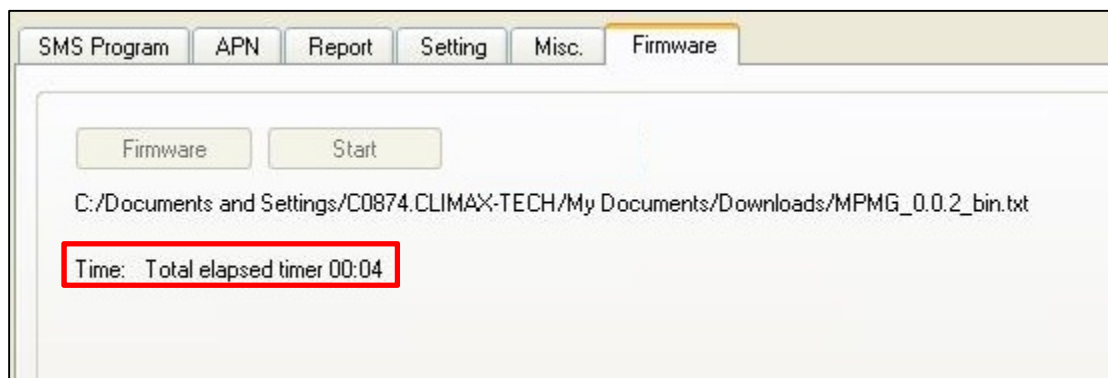 SMS Program APN Report Setting Misc. Firmware
Firmware Start
C:/Documents and Settings/C0874.CLIMAX-TECH/My Documents/Downloads/MPMG_0.0.2_bin.txt
Time: Total elapsed timer 00:04